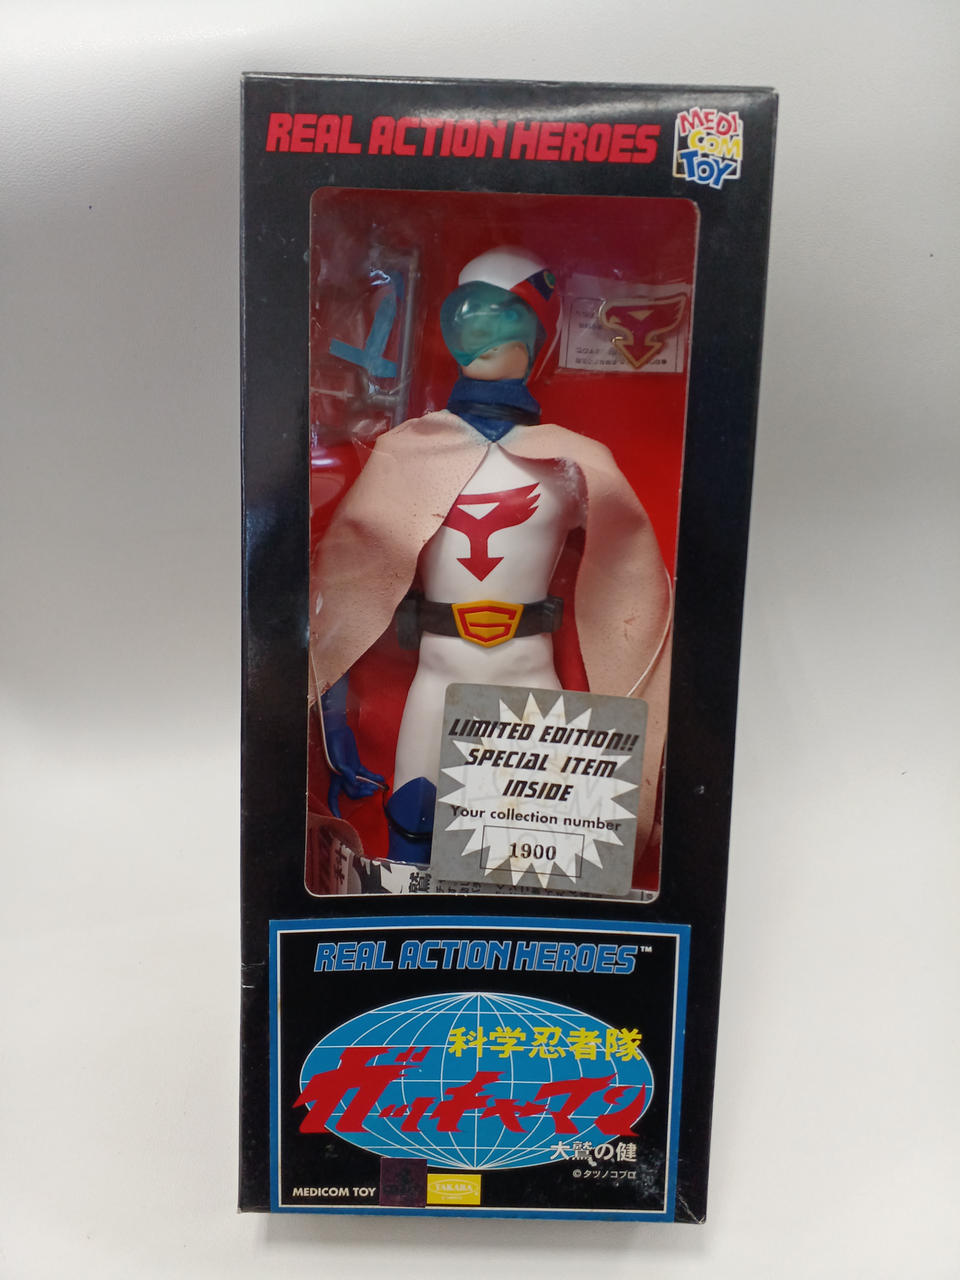 REAL ACTION HEROES
MEDI
COM
TOY
G
LIMITED EDITION!!
SPECIAL ITEM
INSIDE
Your collection number
1900
REAL ACTION HEROES™
科学忍者隊
ガッチャマン
大鷲の健
©タツノコプロ
MEDICOM TOY
TAKARA